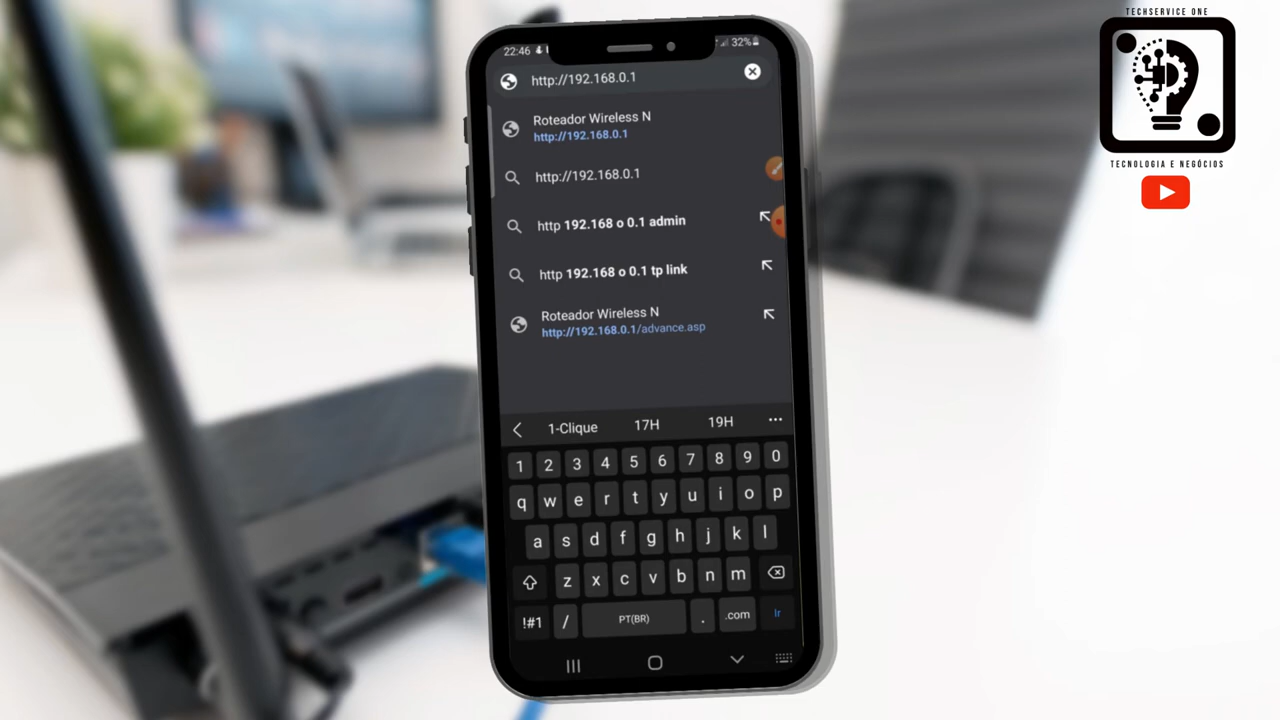 TECHSERVICE ONE
TECNOLOGIA E NEGÓCIOS
22:46
32%
http://192.168.0.1
Roteador Wireless N
http://192.168.0.1
http://192.168.0.1
http 192.168 o 0.1 admin
http 192.168 o 0.1 tp link
Roteador Wireless N
http://192.168.0.1/advance.asp
1-Clique 17H 19H ...
1 2 3 4 5 6 7 8 9 0
q w e r t y u i o p
a s d f g h j k l
z x c v b n m
!#1 / PT(BR) . .com Ir